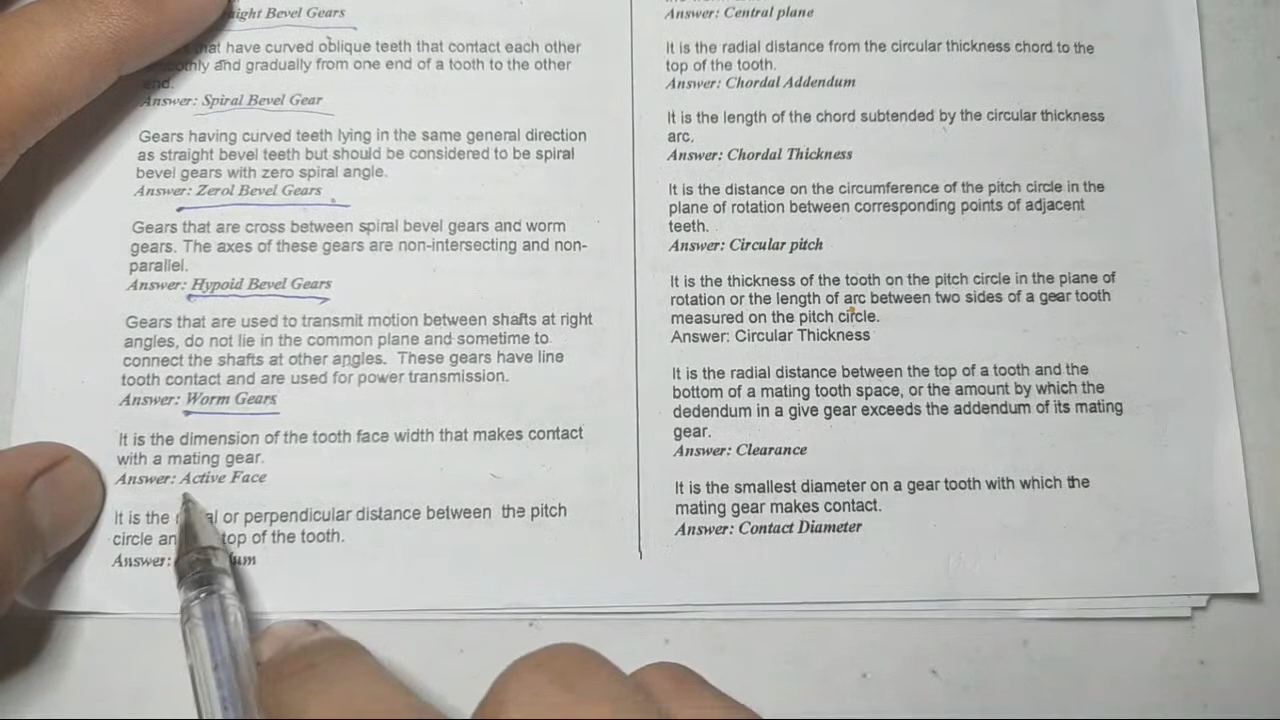 Bevel Gears
have curved oblique teeth that contact each other
and gradually from one end of a tooth to the other
end.
Answer: Spiral Bevel Gear
Gears having curved teeth lying in the same general direction
as straight bevel teeth but should be considered to be spiral
bevel gears with zero spiral angle.
Answer: Zerol Bevel Gears
Gears that are cross between spiral bevel gears and worm
gears. The axes of these gears are non-intersecting and non-
parallel.
Answer: Hypoid Bevel Gears
Gears that are used to transmit motion between shafts at right
angles, do not lie in the common plane and sometime to
connect the shafts at other angles. These gears have line
tooth contact and are used for power transmission.
Answer: Worm Gears
It is the dimension of the tooth face width that makes contact
with a mating gear.
Answer: Active Face
It is the or perpendicular distance between the pitch
circle top of the tooth.
Answer:
Answer: Central plane
It is the radial distance from the circular thickness chord to the
top of the tooth.
Answer: Chordal Addendum
It is the length of the chord subtended by the circular thickness
arc.
Answer: Chordal Thickness
It is the distance on the circumference of the pitch circle in the
plane of rotation between corresponding points of adjacent
teeth.
Answer: Circular pitch
It is the thickness of the tooth on the pitch circle in the plane of
rotation or the length of arc between two sides of a gear tooth
measured on the pitch circle.
Answer: Circular Thickness
It is the radial distance between the top of a tooth and the
bottom of a mating tooth space, or the amount by which the
dedendum in a give gear exceeds the addendum of its mating
gear.
Answer: Clearance
It is the smallest diameter on a gear tooth with which the
mating gear makes contact.
Answer: Contact Diameter